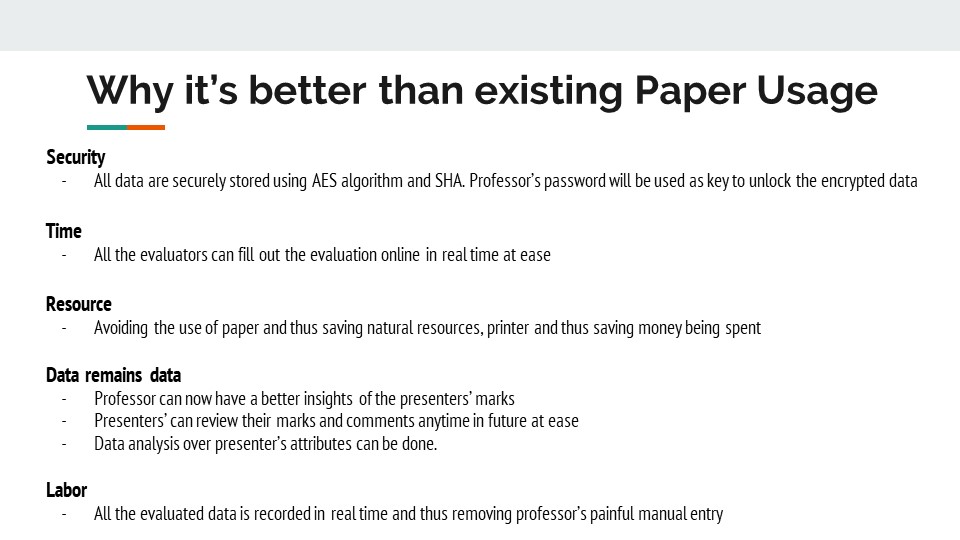 Why it’s better than existing Paper Usage
Security
- All data are securely stored using AES algorithm and SHA. Professor’s password will be used as key to unlock the encrypted data
Time
- All the evaluators can fill out the evaluation online in real time at ease
Resource
- Avoiding the use of paper and thus saving natural resources, printer and thus saving money being spent
Data remains data
- Professor can now have a better insights of the presenters’ marks
- Presenters’ can review their marks and comments anytime in future at ease
- Data analysis over presenter’s attributes can be done.
Labor
- All the evaluated data is recorded in real time and thus removing professor’s painful manual entry